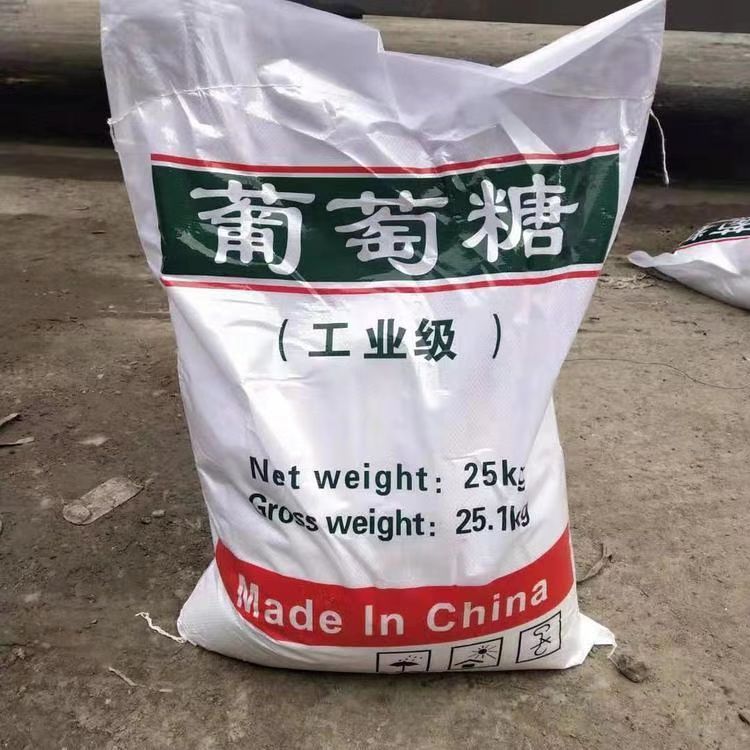 葡萄糖
（工业级）
Net weight: 25kg
Gross weight: 25.1kg
Made In China